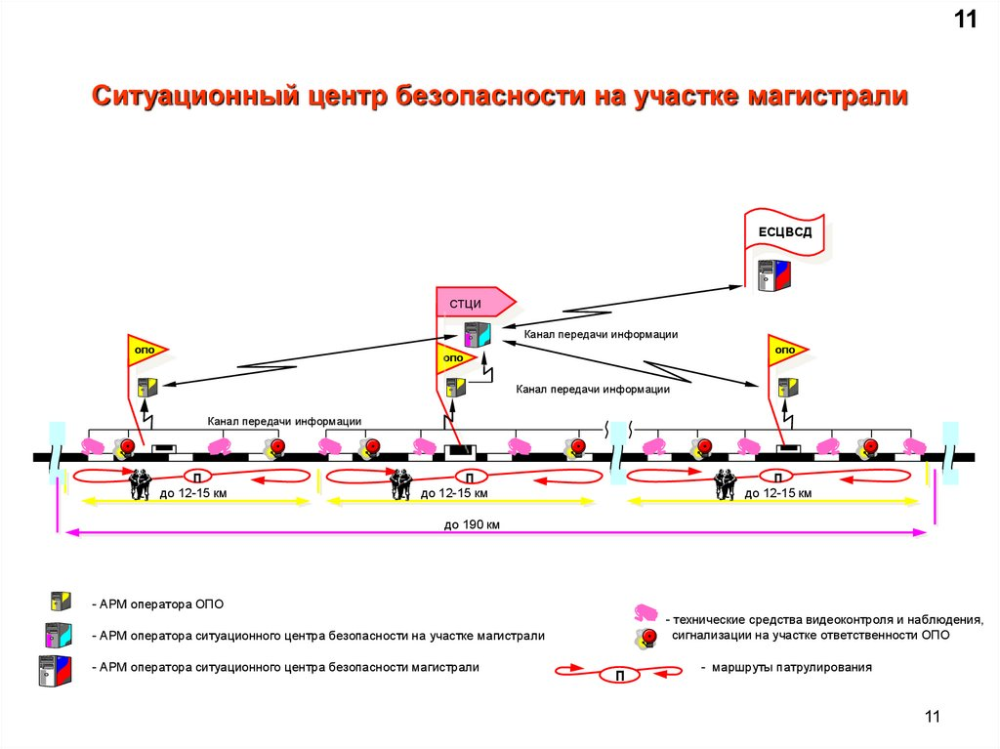 11
Ситуационный центр безопасности на участке магистрали
ЕСЦВСД
СТЦИ
Канал передачи информации
ОПО
ОПО
ОПО
Канал передачи информации
Канал передачи информации
П
П
П
до 12-15 км
до 12-15 км
до 12-15 км
до 190 км
- АРМ оператора ОПО
- АРМ оператора ситуационного центра безопасности на участке магистрали
- АРМ оператора ситуационного центра безопасности магистрали
- технические средства видеоконтроля и наблюдения,
сигнализации на участке ответственности ОПО
П
- маршруты патрулирования
11